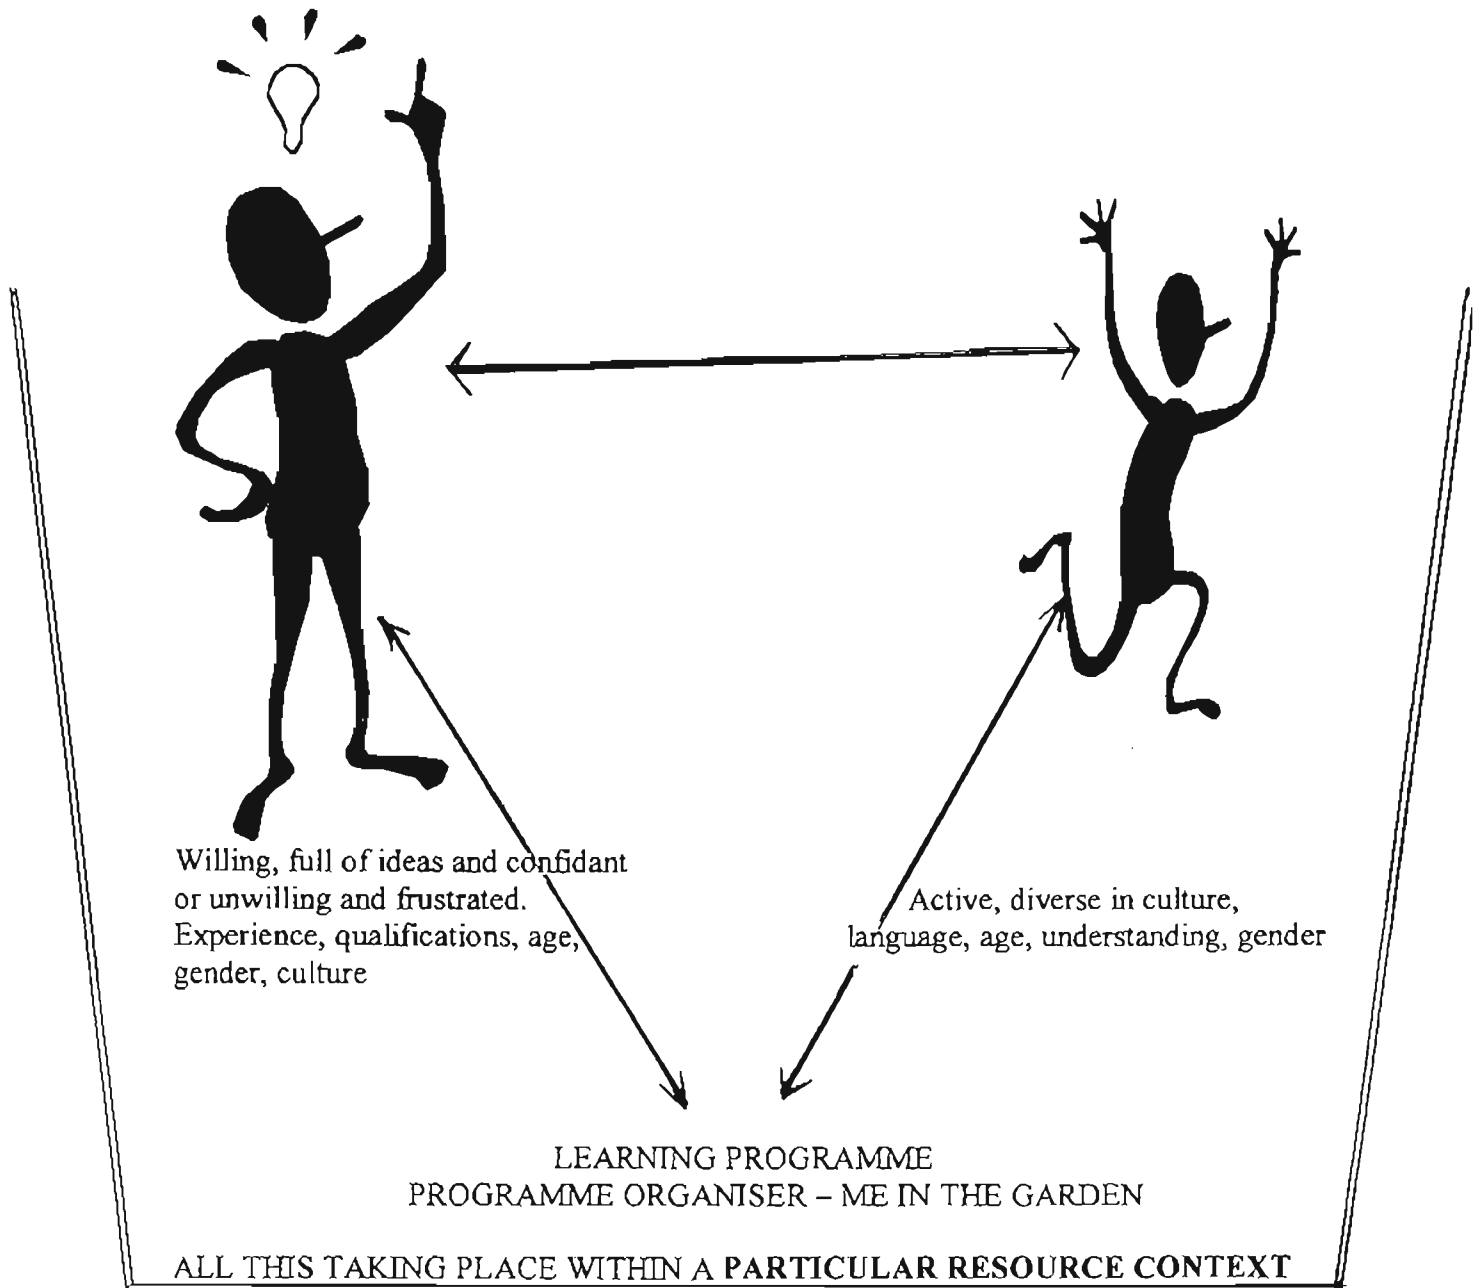 Willing, full of ideas and confidant
or unwilling and frustrated.
Experience, qualifications, age,
gender, culture
Active, diverse in culture,
language, age, understanding, gender
LEARNING PROGRAMME
PROGRAMME ORGANISER – ME IN THE GARDEN
ALL THIS TAKING PLACE WITHIN A PARTICULAR RESOURCE CONTEXT